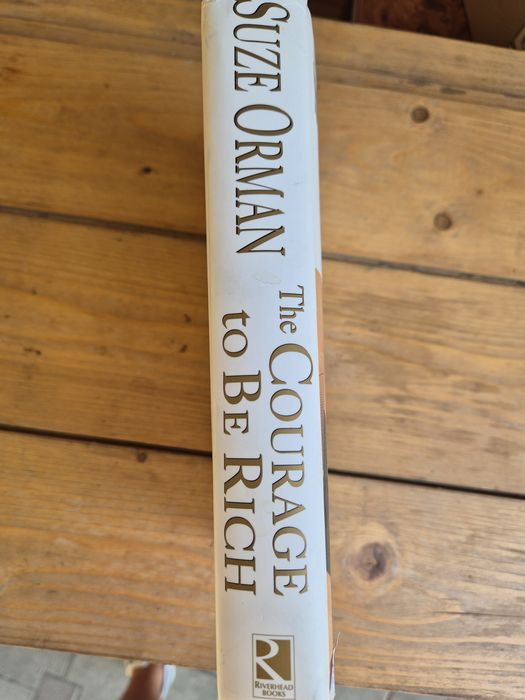 SUZE ORMAN
The COURAGE
to BE RICH
R
RIVERHEAD
BOOKS